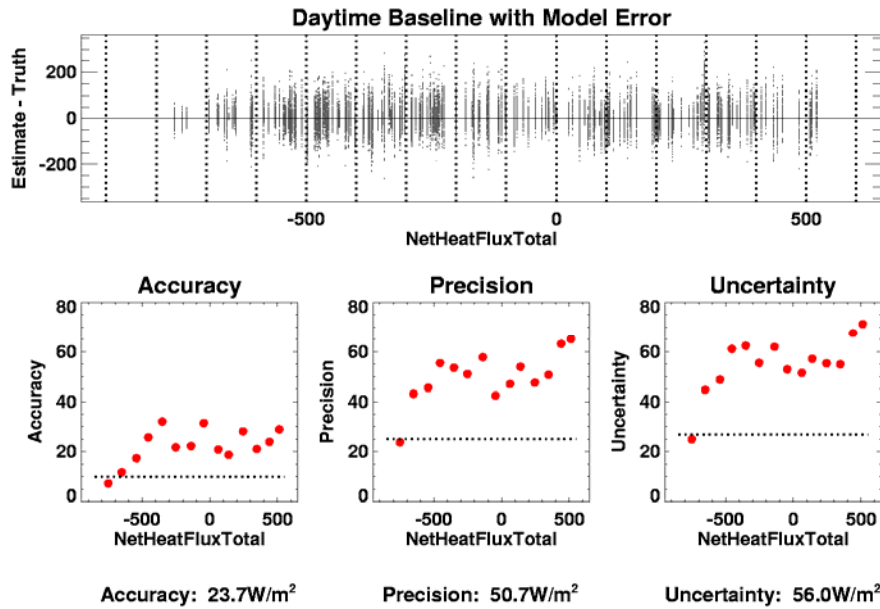 Daytime Baseline with Model Error
Estimate - Truth
200
0
-200
-500 0 500
NetHeatFluxTotal
Accuracy
Accuracy
80
60
40
20
0
-500 0 500
NetHeatFluxTotal
Precision
Precision
80
60
40
20
0
-500 0 500
NetHeatFluxTotal
Uncertainty
Uncertainty
80
60
40
20
0
-500 0 500
NetHeatFluxTotal
Accuracy: 23.7W/m²
Precision: 50.7W/m²
Uncertainty: 56.0W/m²